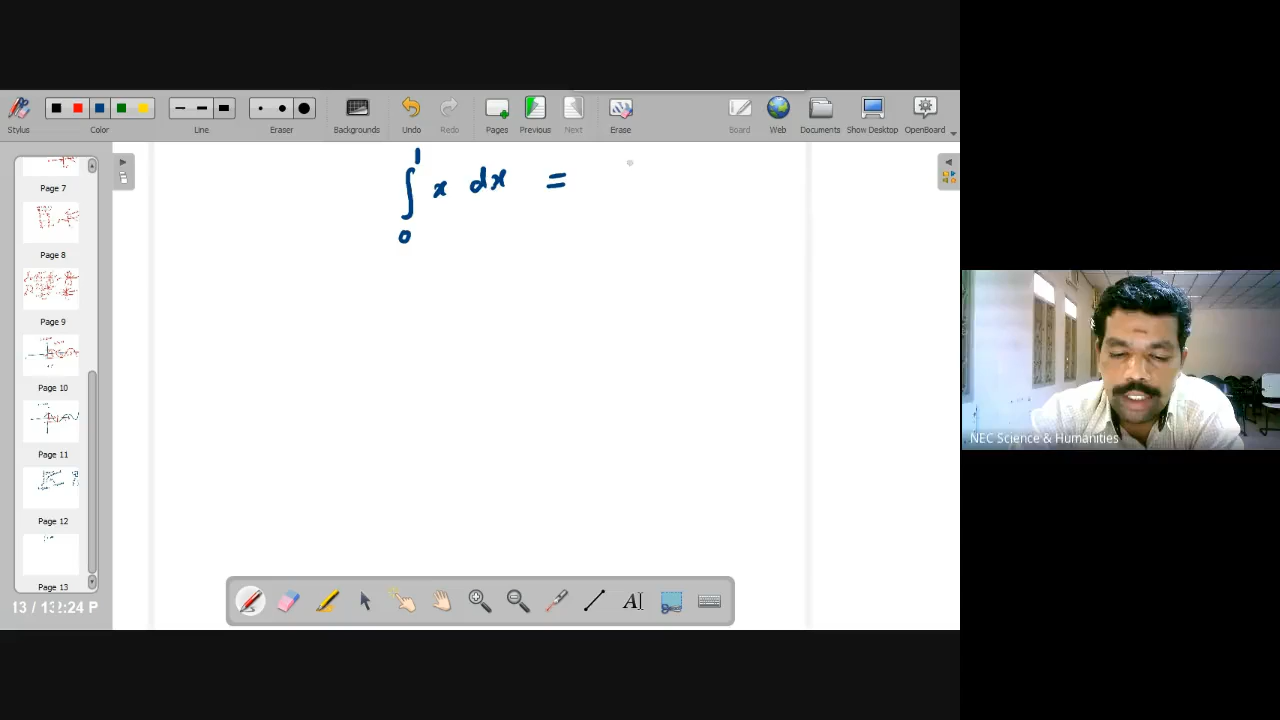 Stylus Color Line Eraser Backgrounds Undo Redo Pages Previous Next Erase Board Web Documents Show Desktop OpenBoard
Page 7
Page 8
Page 9
Page 10
Page 11
Page 12
Page 13
∫₀¹ x dx =
NEC Science & Humanities